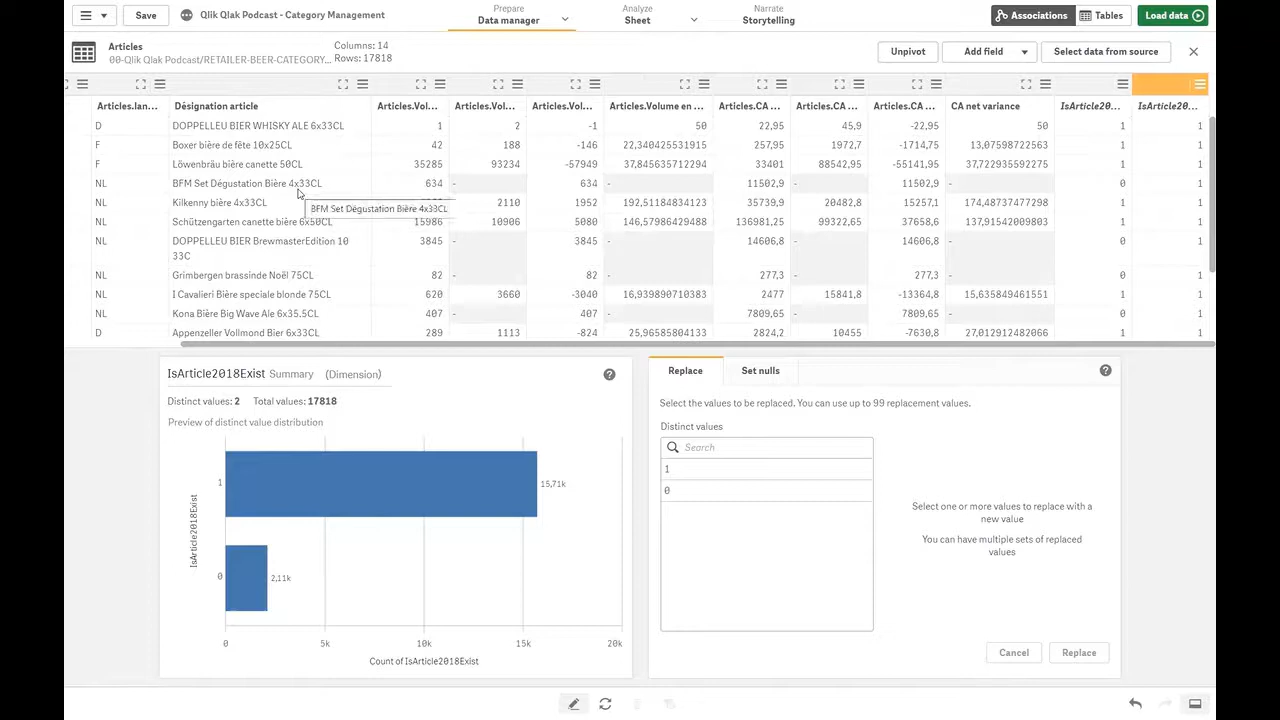 Save
Qlik Qlak Podcast - Category Management
Prepare
Data manager
Analyze
Sheet
Narrate
Storytelling
Associations
Tables
Load data
Articles
00-Qlik Qlak Podcast/RETAILER-BEER-CATEGORY...
Columns: 14
Rows: 17818
Unpivot
Add field
Select data from source
Articles.lan... Désignation article Articles.Vol... Articles.Vo... Articles.Vol... Articles.Volume en ... Articles.CA ... Articles.CA ... Articles.CA ... CA net variance IsArticle20... IsArticle20...
D DOPPELLEU BIER WHISKY ALE 6x33CL 1 2 -1 50 22,95 45,9 -22,95 50 1 1
F Boxer bière de fête 10x25CL 42 188 -146 22,340425531915 257,95 1972,7 -1714,75 13,07598722563 1 1
F Löwenbräu bière canette 50CL 35285 93234 -57949 37,845635712294 33401 88542,95 -55141,95 37,722935592275 1 1
NL BFM Set Dégustation Bière 4x33CL 634 - 634 - 11502,9 - 11502,9 - 0 1
NL Kilkenny bière 4x33CL 2110 1952 192,51184834123 35739,9 20482,8 15257,1 174,48737477298 1 1
BFM Set Dégustation Bière 4x33CL
NL Schützengarten canette bière 6x50CL 15986 10906 5080 146,57986429488 136981,25 99322,65 37658,6 137,91542009803 1 1
NL DOPPELLEU BIER BrewmasterEdition 10 3845 - 3845 - 14606,8 - 14606,8 - 0 1
33C
NL Grimbergen brassinde Noël 75CL 82 - 82 - 277,3 - 277,3 - 0 1
NL I Cavalieri Bière speciale blonde 75CL 620 3660 -3040 16,939890710383 2477 15841,8 -13364,8 15,635849461551 1 1
NL Kona Bière Big Wave Ale 6x35.5CL 407 - 407 - 7809,65 - 7809,65 - 0 1
D Appenzeller Vollmond Bier 6x33CL 289 1113 -824 25,96585804133 2824,2 10455 -7630,8 27,012912482066 1 1
IsArticle2018Exist Summary (Dimension)
Distinct values: 2 Total values: 17818
Preview of distinct value distribution
IsArticle2018Exist
1
15,71k
0
2,11k
0 5k 10k 15k 20k
Count of IsArticle2018Exist
Replace
Set nulls
Select the values to be replaced. You can use up to 99 replacement values.
Distinct values
Search
1
0
Select one or more values to replace with a
new value
You can have multiple sets of replaced
values
Cancel
Replace